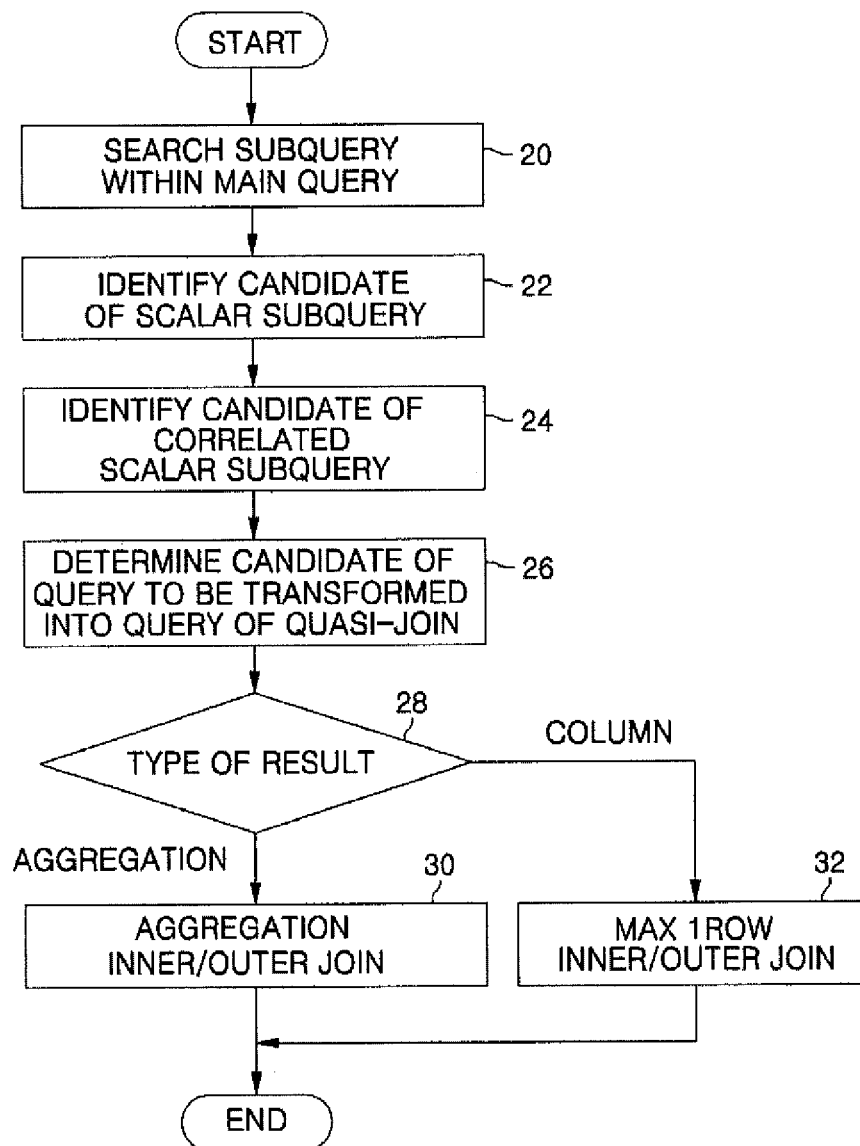 START
SEARCH SUBQUERY
WITHIN MAIN QUERY
20
IDENTIFY CANDIDATE
OF SCALAR SUBQUERY
22
IDENTIFY CANDIDATE OF
CORRELATED
SCALAR SUBQUERY
24
DETERMINE CANDIDATE OF
QUERY TO BE TRANSFORMED
INTO QUERY OF QUASI-JOIN
26
28
TYPE OF RESULT
COLUMN
AGGREGATION
30
AGGREGATION
INNER/OUTER JOIN
32
MAX 1ROW
INNER/OUTER JOIN
END